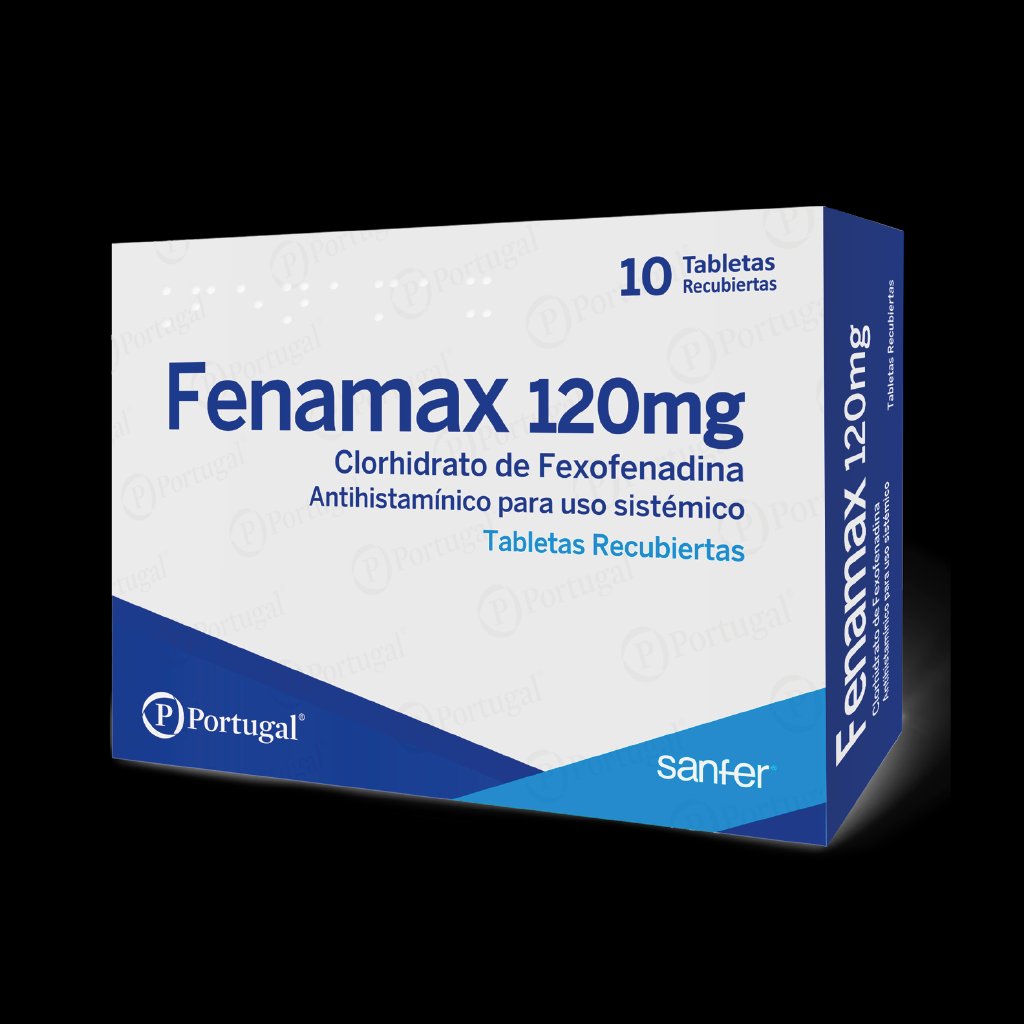 10 Tabletas
Recubiertas
Fenamax 120mg
Clorhidrato de Fexofenadina
Antihistamínico para uso sistémico
Tabletas Recubiertas
P Portugal®
sanfer®
Fenamax 120mg
Clorhidrato de Fexofenadina
Antihistamínico para uso sistémico
Tabletas Recubiertas